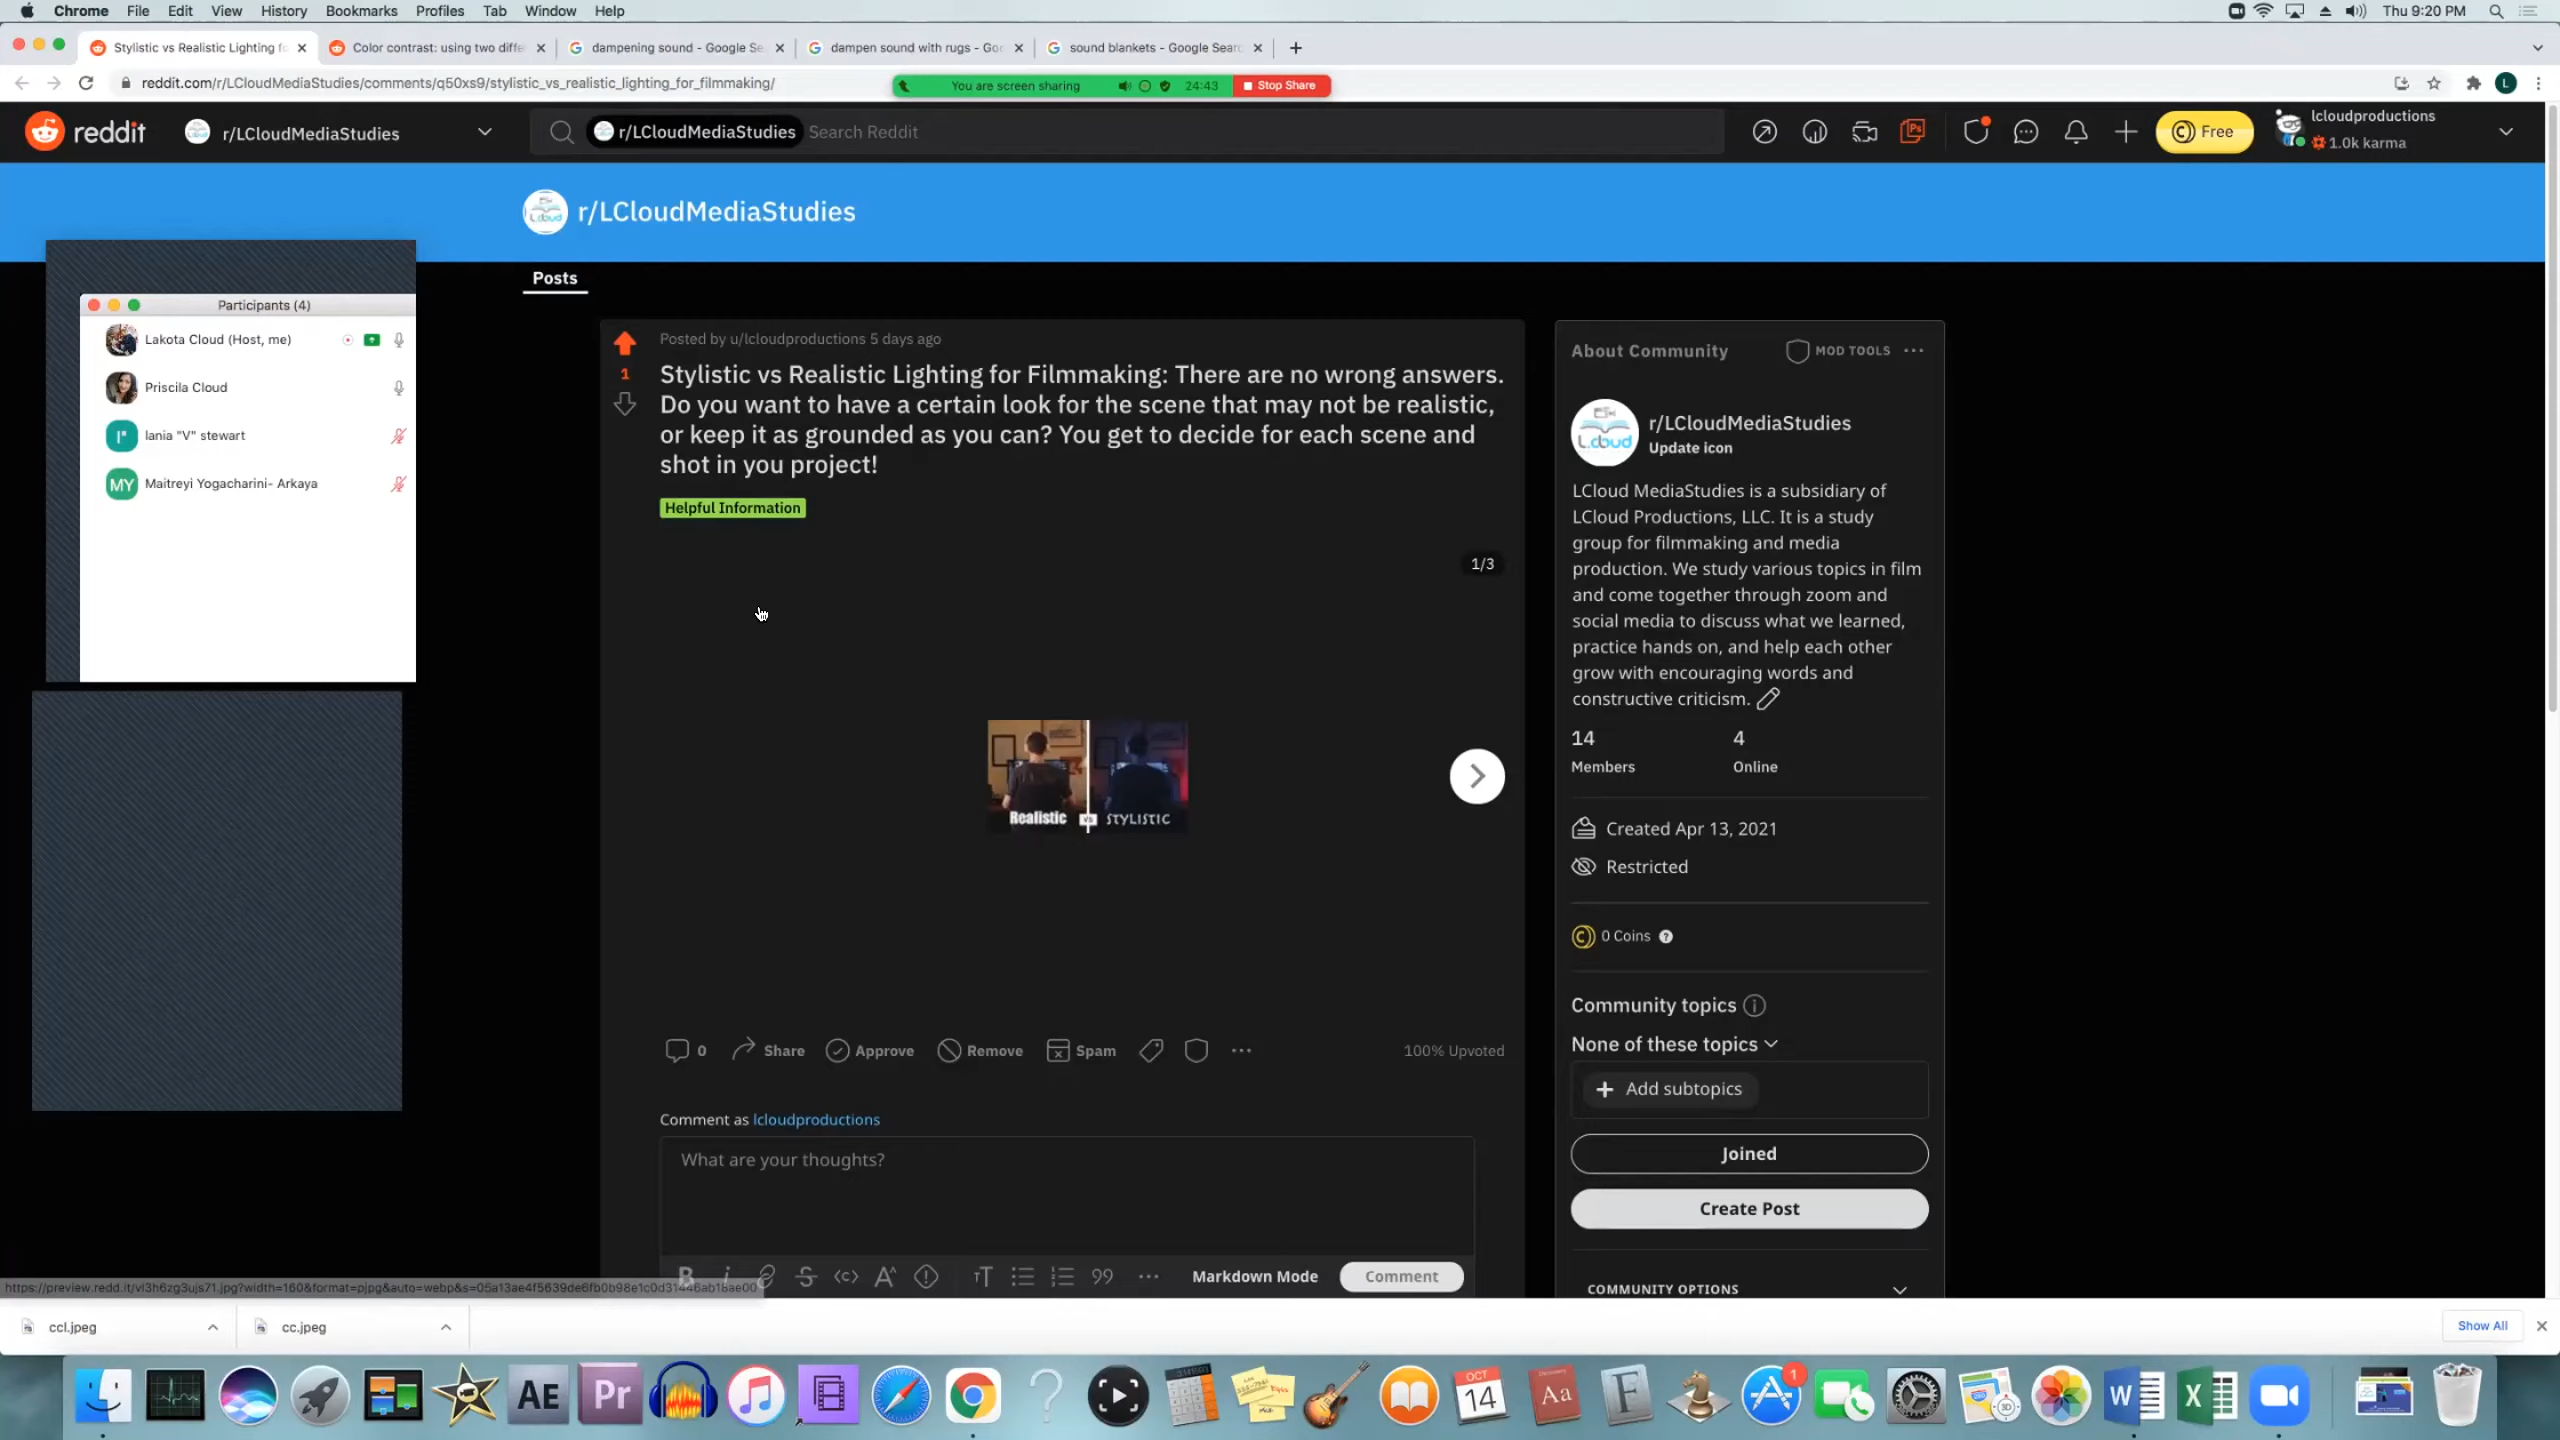 Chrome File Edit View History Bookmarks Profiles Tab Window Help
Thu 9:20 PM
Stylistic vs Realistic Lighting fo
Color contrast: using two diffe
dampening sound - Google Se
dampen sound with rugs - Goo
sound blankets - Google Searc
reddit.com/r/LCloudMediaStudies/comments/q50xs9/stylistic_vs_realistic_lighting_for_filmmaking/
You are screen sharing
24:43
Stop Share
L
reddit
r/LCloudMediaStudies
r/LCloudMediaStudies
Search Reddit
Ps
Free
lcloudproductions
1.0k karma
r/LCloudMediaStudies
Posts
Participants (4)
Lakota Cloud (Host, me)
Priscila Cloud
I"
Iania "V" stewart
MY
Maitreyi Yogacharini- Arkaya
Posted by u/lcloudproductions 5 days ago
1
Stylistic vs Realistic Lighting for Filmmaking: There are no wrong answers.
Do you want to have a certain look for the scene that may not be realistic,
or keep it as grounded as you can? You get to decide for each scene and
shot in you project!
Helpful Information
1/3
Realistic
STYLISTIC
0 Share Approve Remove Spam
100% Upvoted
Comment as lcloudproductions
What are your thoughts?
Markdown Mode
Comment
About Community
MOD TOOLS
L.cloud
r/LCloudMediaStudies
Update icon
LCloud MediaStudies is a subsidiary of
LCloud Productions, LLC. It is a study
group for filmmaking and media
production. We study various topics in film
and come together through zoom and
social media to discuss what we learned,
practice hands on, and help each other
grow with encouraging words and
constructive criticism.
14 4
Members Online
Created Apr 13, 2021
Restricted
0 Coins
Community topics
None of these topics
Add subtopics
Joined
Create Post
COMMUNITY OPTIONS
ccl.jpeg
cc.jpeg
Show All
AE
Pr
OCT
14
Aa
F
1
W
X